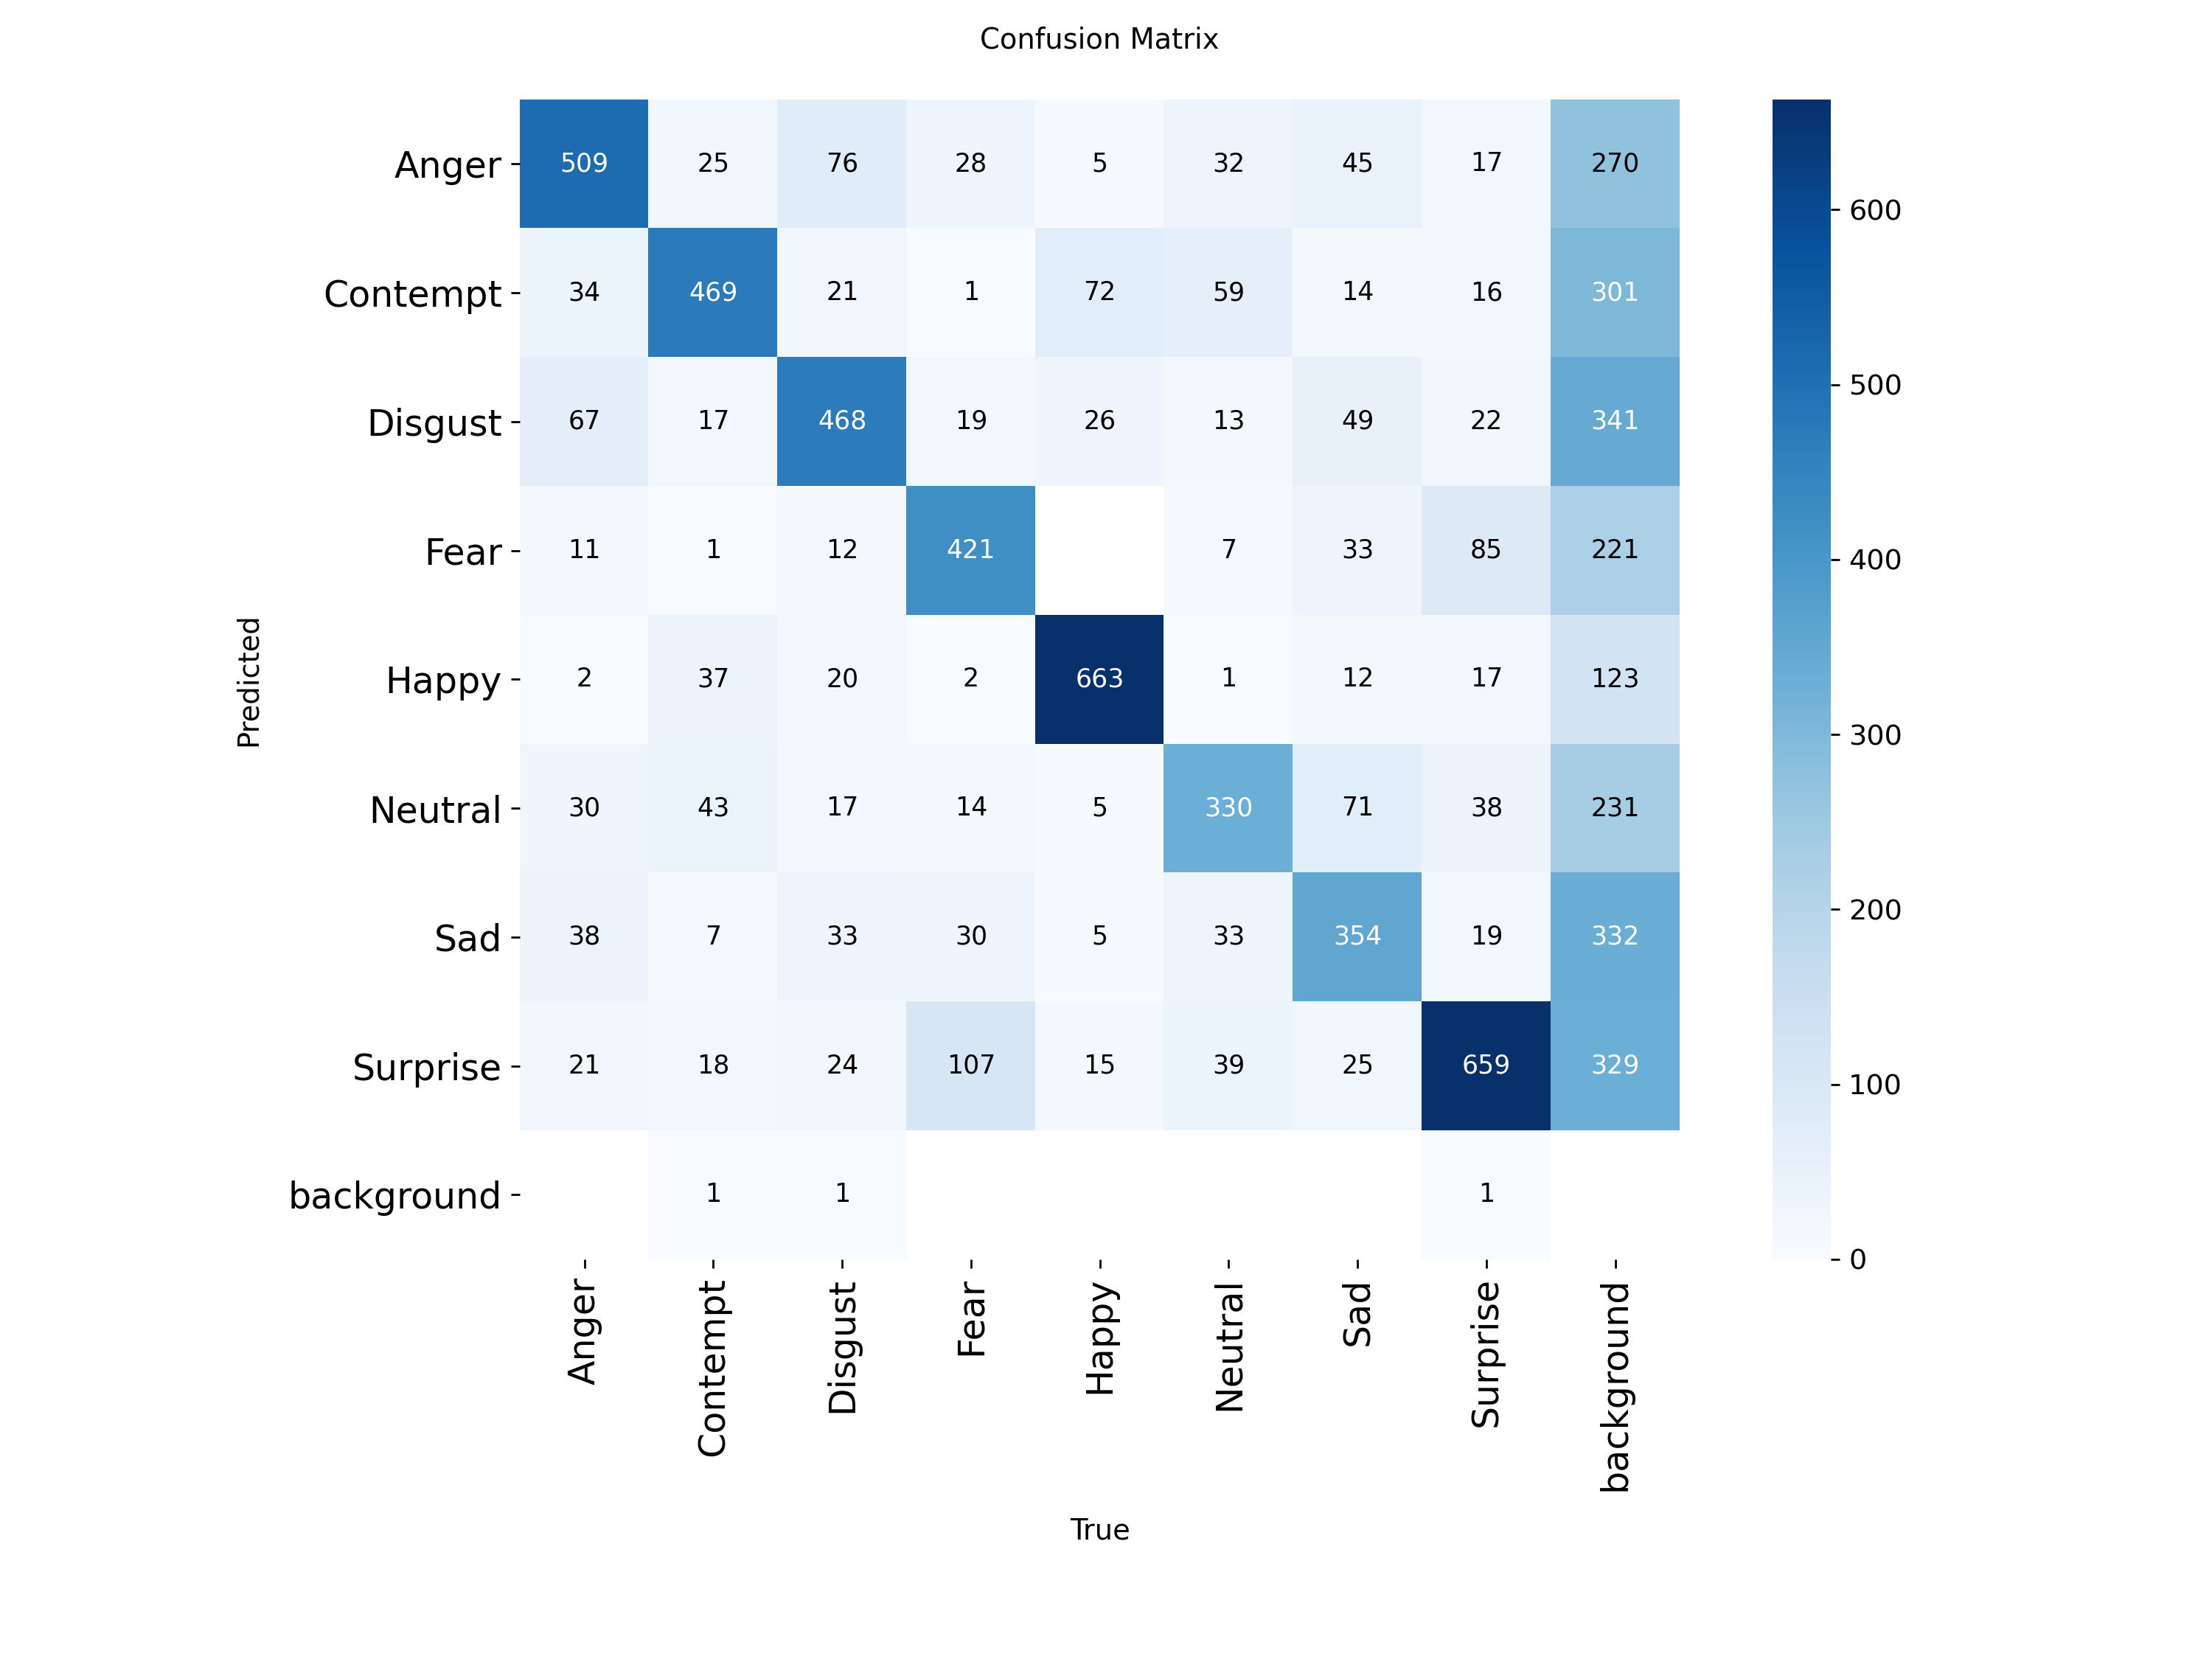 Confusion Matrix
Anger 509 25 76 28 5 32 45 17 270
Contempt 34 469 21 1 72 59 14 16 301
Disgust 67 17 468 19 26 13 49 22 341
Fear 11 1 12 421 7 33 85 221
Happy 2 37 20 2 663 1 12 17 123
Neutral 30 43 17 14 5 330 71 38 231
Sad 38 7 33 30 5 33 354 19 332
Surprise 21 18 24 107 15 39 25 659 329
background 1 1 1
Anger Contempt Disgust Fear Happy Neutral Sad Surprise background
True
Predicted
600
500
400
300
200
100
0